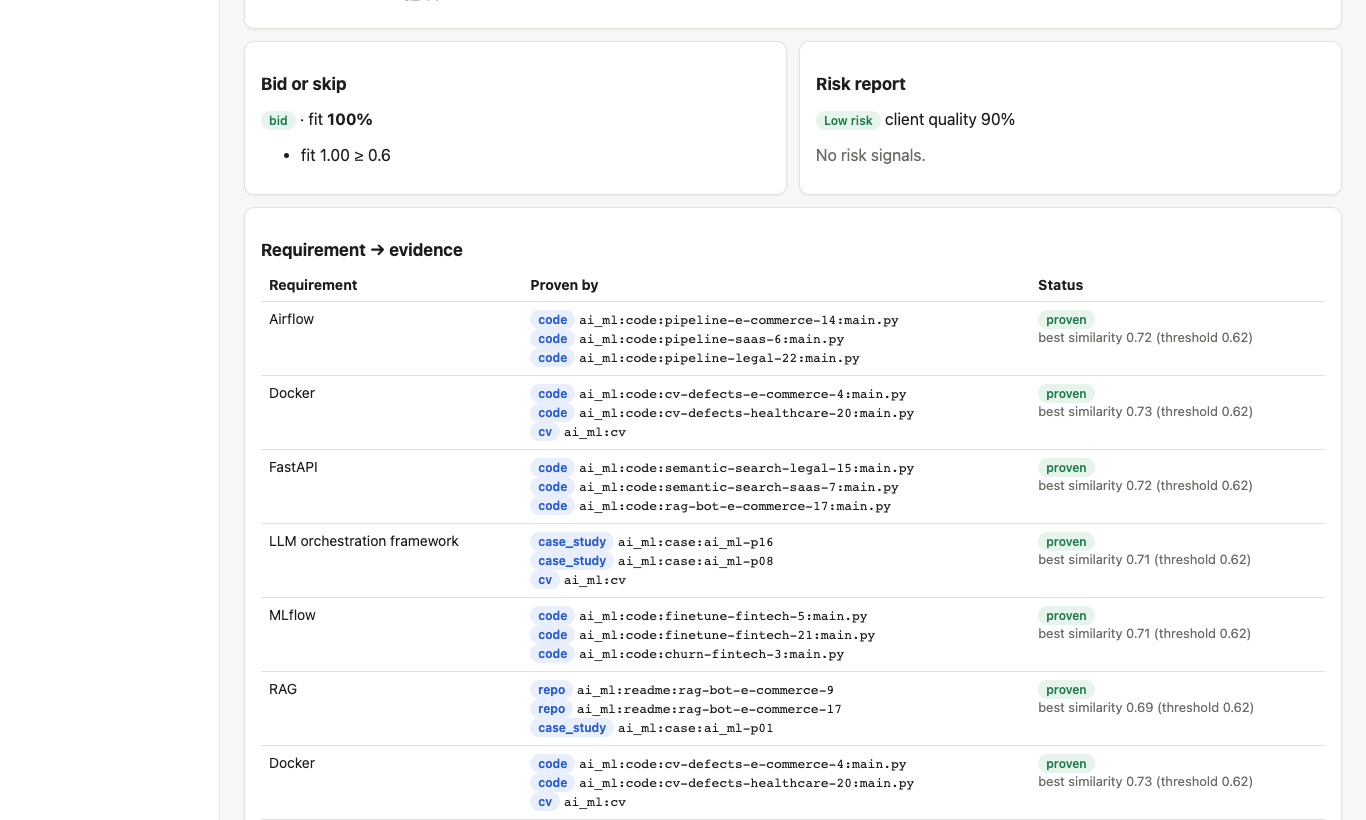 Bid or skip
bid · fit 100%
• fit 1.00 ≥ 0.6
Risk report
Low risk client quality 90%
No risk signals.
Requirement → evidence
Requirement Proven by Status
Airflow code ai_ml:code:pipeline-e-commerce-14:main.py proven
code ai_ml:code:pipeline-saas-6:main.py best similarity 0.72 (threshold 0.62)
code ai_ml:code:pipeline-legal-22:main.py
Docker code ai_ml:code:cv-defects-e-commerce-4:main.py proven
code ai_ml:code:cv-defects-healthcare-20:main.py best similarity 0.73 (threshold 0.62)
cv ai_ml:cv
FastAPI code ai_ml:code:semantic-search-legal-15:main.py proven
code ai_ml:code:semantic-search-saas-7:main.py best similarity 0.72 (threshold 0.62)
code ai_ml:code:rag-bot-e-commerce-17:main.py
LLM orchestration framework case_study ai_ml:case:ai_ml-p16 proven
case_study ai_ml:case:ai_ml-p08 best similarity 0.71 (threshold 0.62)
cv ai_ml:cv
MLflow code ai_ml:code:finetune-fintech-5:main.py proven
code ai_ml:code:finetune-fintech-21:main.py best similarity 0.71 (threshold 0.62)
code ai_ml:code:churn-fintech-3:main.py
RAG repo ai_ml:readme:rag-bot-e-commerce-9 proven
repo ai_ml:readme:rag-bot-e-commerce-17 best similarity 0.69 (threshold 0.62)
case_study ai_ml:case:ai_ml-p01
Docker code ai_ml:code:cv-defects-e-commerce-4:main.py proven
code ai_ml:code:cv-defects-healthcare-20:main.py best similarity 0.73 (threshold 0.62)
cv ai_ml:cv